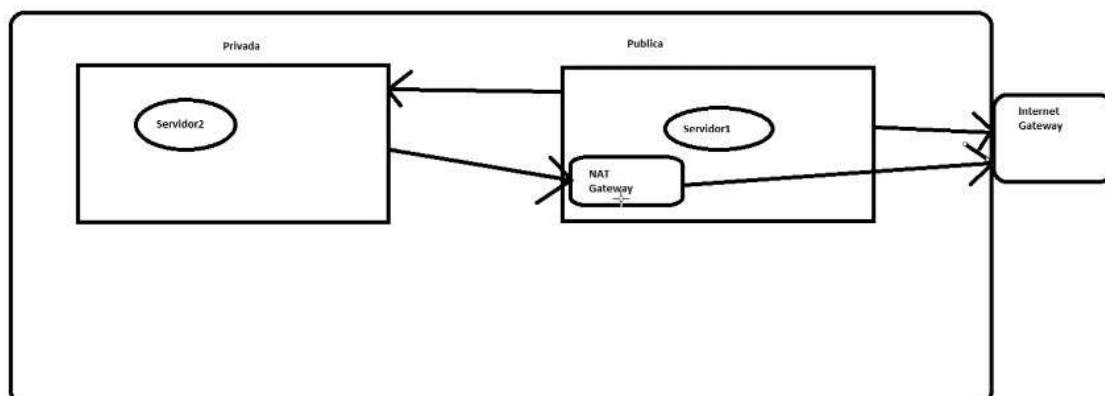 Privada
Publica
Servidor2
Servidor1
Internet
Gateway
NAT
Gateway